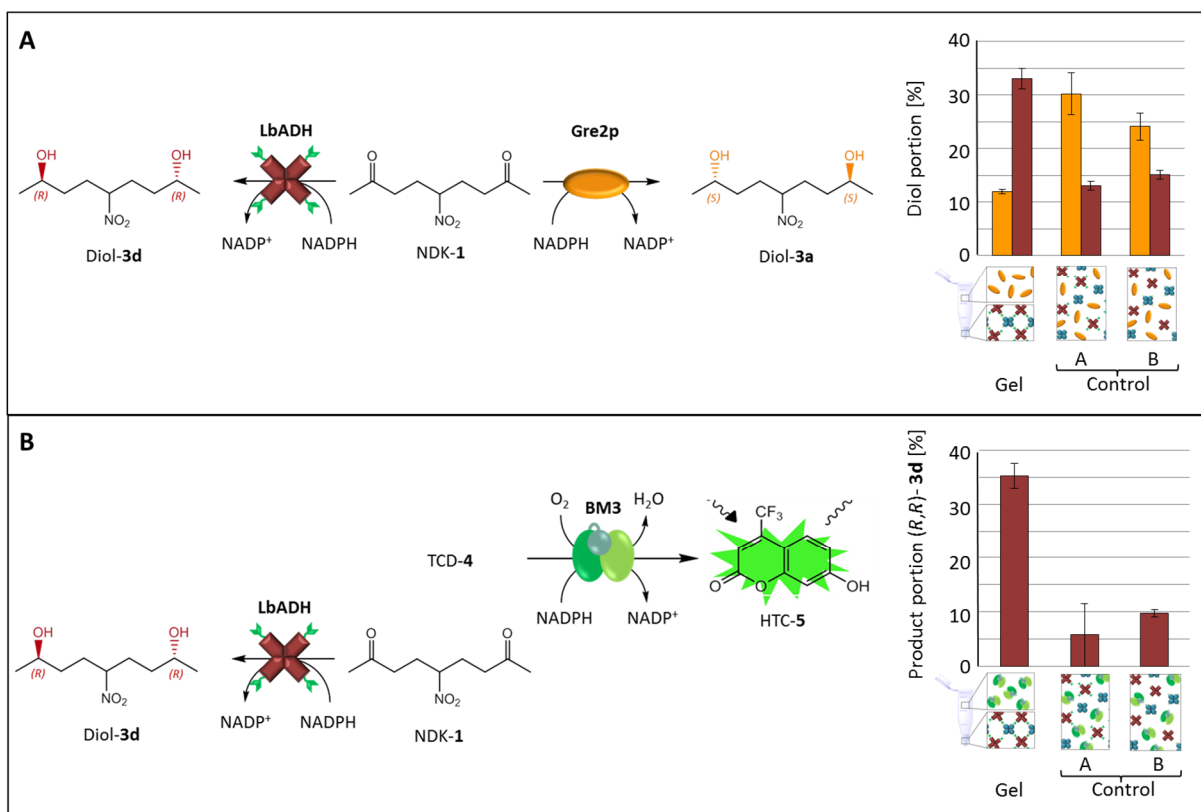 A
LbADH
Gre2p
OH
OH
(R)
(R)
NO₂
NADP⁺
NADPH
Diol-3d
O
O
NO₂
NDK-1
NADPH
NADP⁺
OH
OH
(S)
(S)
NO₂
Diol-3a
Diol portion [%]
40
30
20
10
0
A
B
Gel
Control
B
TCD-4
O₂
BM3
H₂O
NADPH
NADP⁺
CF₃
O
O
OH
HTC-5
LbADH
OH
OH
(R)
(R)
NO₂
NADP⁺
NADPH
Diol-3d
O
O
NO₂
NDK-1
Product portion (R,R)- 3d [%]
40
30
20
10
0
A
B
Gel
Control